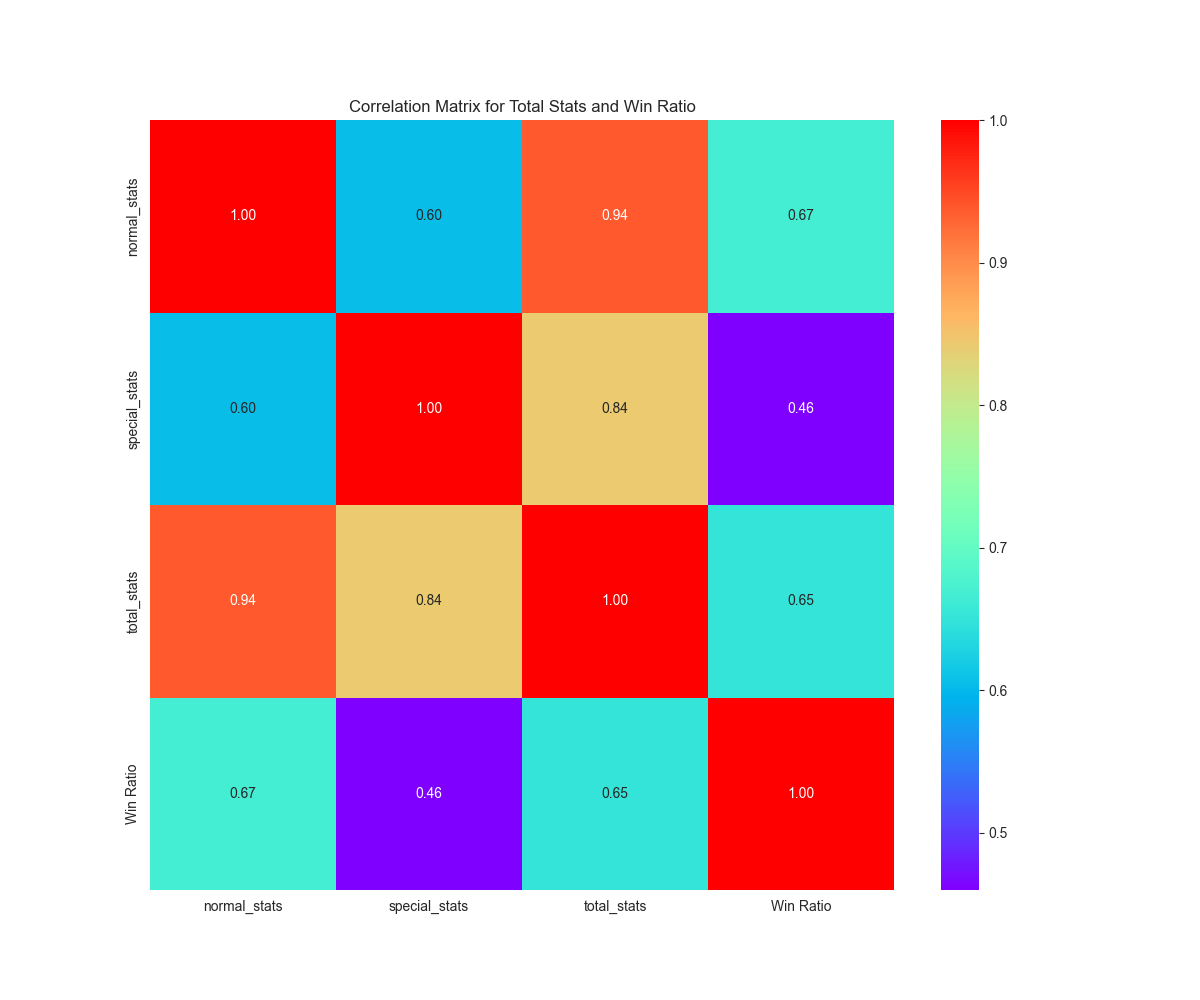 Correlation Matrix for Total Stats and Win Ratio
normal_stats
1.00 0.60 0.94 0.67
special_stats
0.60 1.00 0.84 0.46
total_stats
0.94 0.84 1.00 0.65
Win Ratio
0.67 0.46 0.65 1.00
normal_stats special_stats total_stats Win Ratio
1.0
0.9
0.8
0.7
0.6
0.5